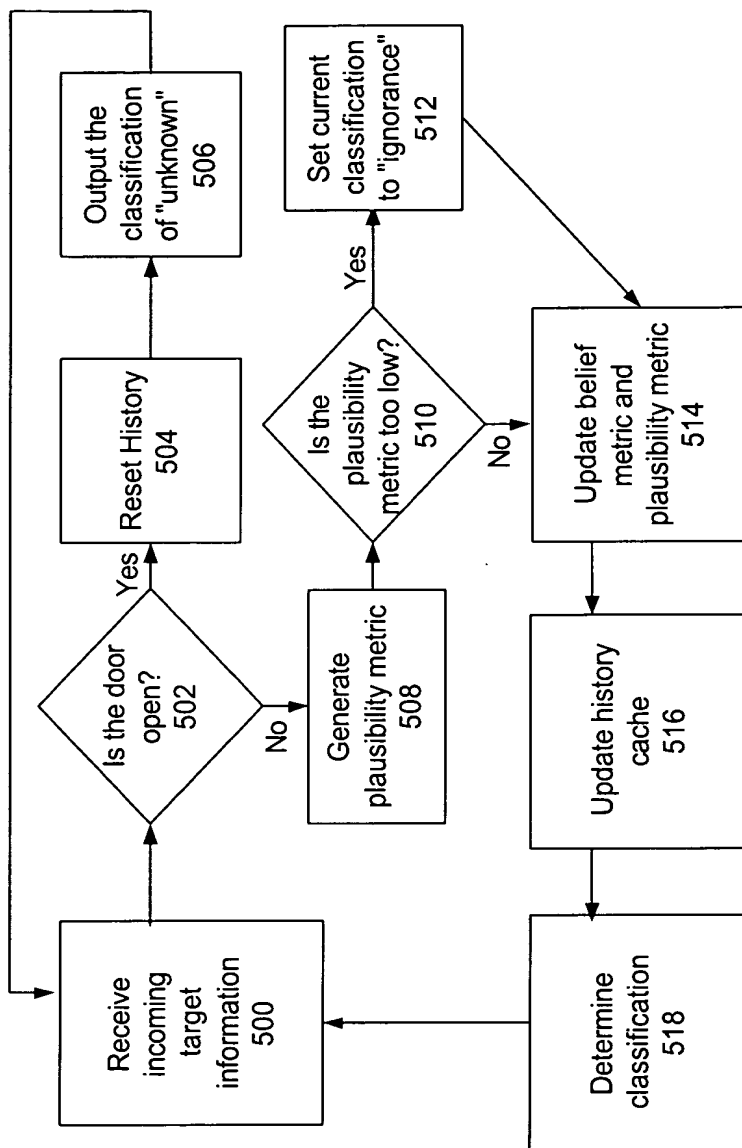 Receive
incoming
target
information
500
Is the door
open?
502
Yes
No
Reset History
504
Output the
classification
of "unknown"
506
Generate
plausibility metric
508
Is the
plausibility
metric too low?
510
Yes
No
Set current
classification
to "ignorance"
512
Update belief
metric and
plausibility metric
514
Update history
cache
516
Determine
classification
518